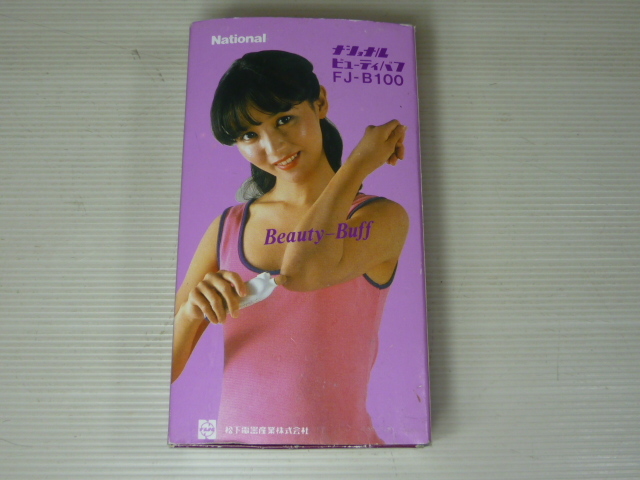 National
ナショナル
ビューティバフ
FJ-B100
Beauty-Buff
松下電器産業株式会社